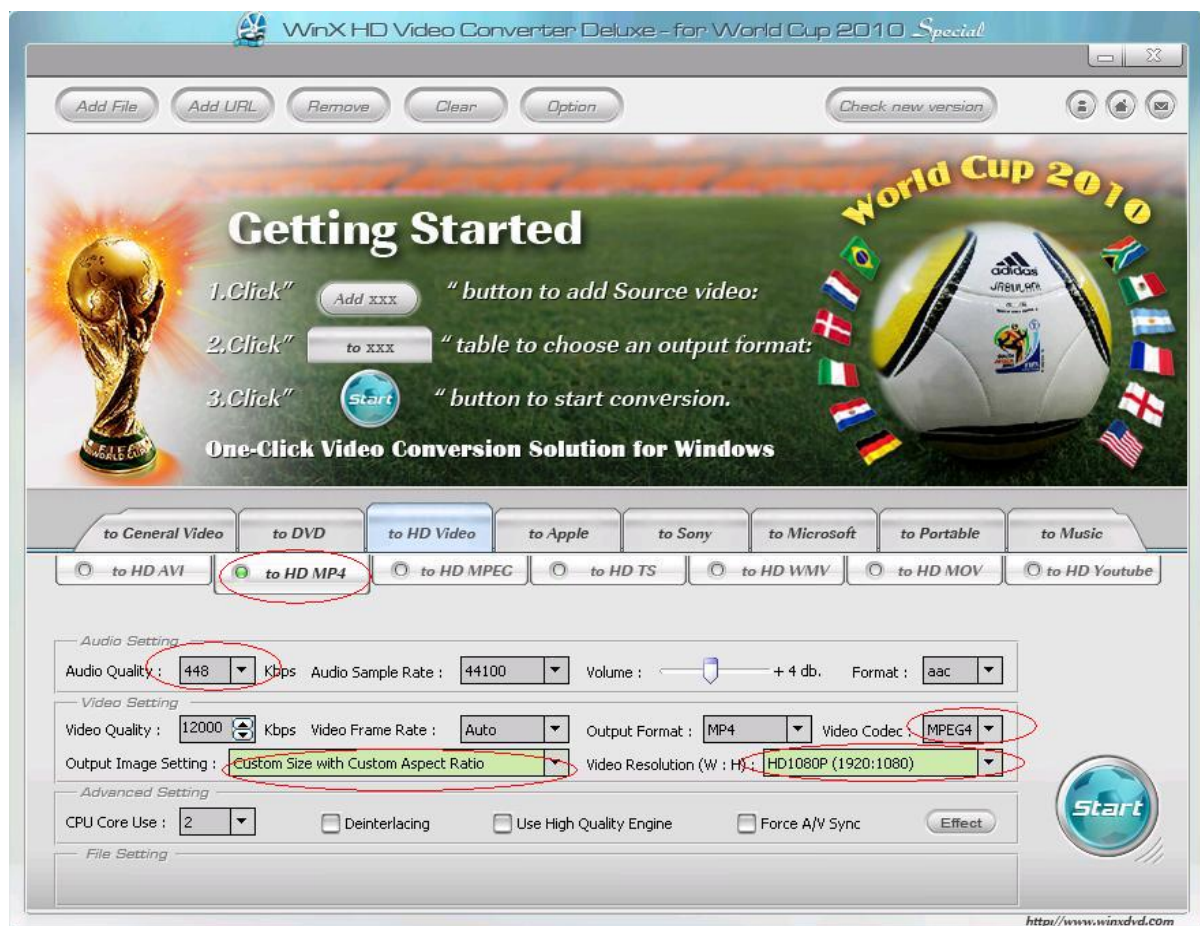 WinX HD Video Converter Deluxe - for World Cup 2010 Special
Add File Add URL Remove Clear Option Check new version
World Cup 2010
Getting Started
1.Click" Add xxx " button to add Source video:
2.Click" to xxx " table to choose an output format:
3.Click" Start " button to start conversion.
One-Click Video Conversion Solution for Windows
adidas
JABULANI
FIFA
WORLD CUP
to General Video to DVD to HD Video to Apple to Sony to Microsoft to Portable to Music
to HD AVI to HD MP4 to HD MPEG to HD TS to HD WMV to HD MOV to HD Youtube
Audio Setting
Audio Quality : 448 Kbps Audio Sample Rate : 44100 Volume : + 4 db. Format : aac
Video Setting
Video Quality : 12000 Kbps Video Frame Rate : Auto Output Format : MP4 Video Codec : MPEG4
Output Image Setting : Custom Size with Custom Aspect Ratio Video Resolution (W : H) : HD1080P (1920:1080)
Advanced Setting
CPU Core Use : 2 Deinterlacing Use High Quality Engine Force A/V Sync Effect
Start
File Setting
http://www.winxdvd.com